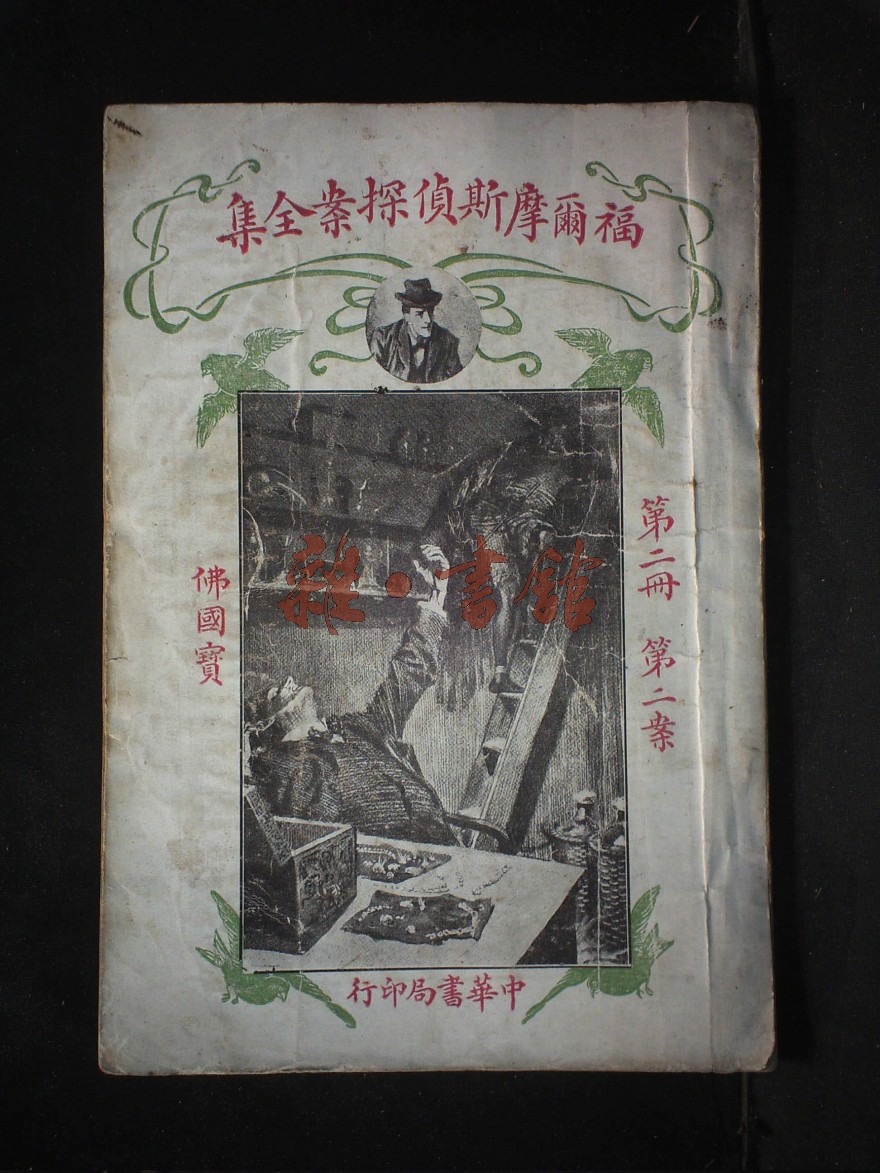 福爾摩斯偵探案全集
第二冊 第二案
佛國寶
雜·書館
中華書局印行